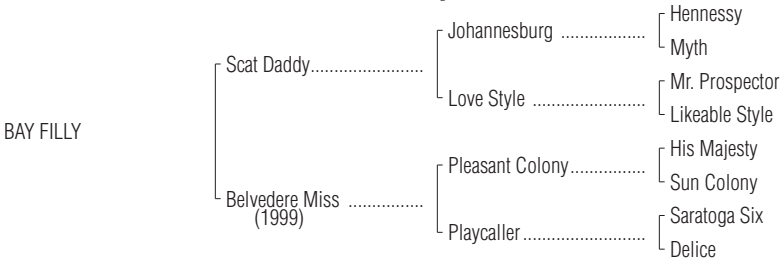 Hennessy
Johannesburg ..................
Myth
Scat Daddy........................
Mr. Prospector
Love Style ........................
Likeable Style
BAY FILLY
His Majesty
Pleasant Colony................
Sun Colony
Belvedere Miss ................
(1999)
Saratoga Six
Playcaller ..........................
Delice